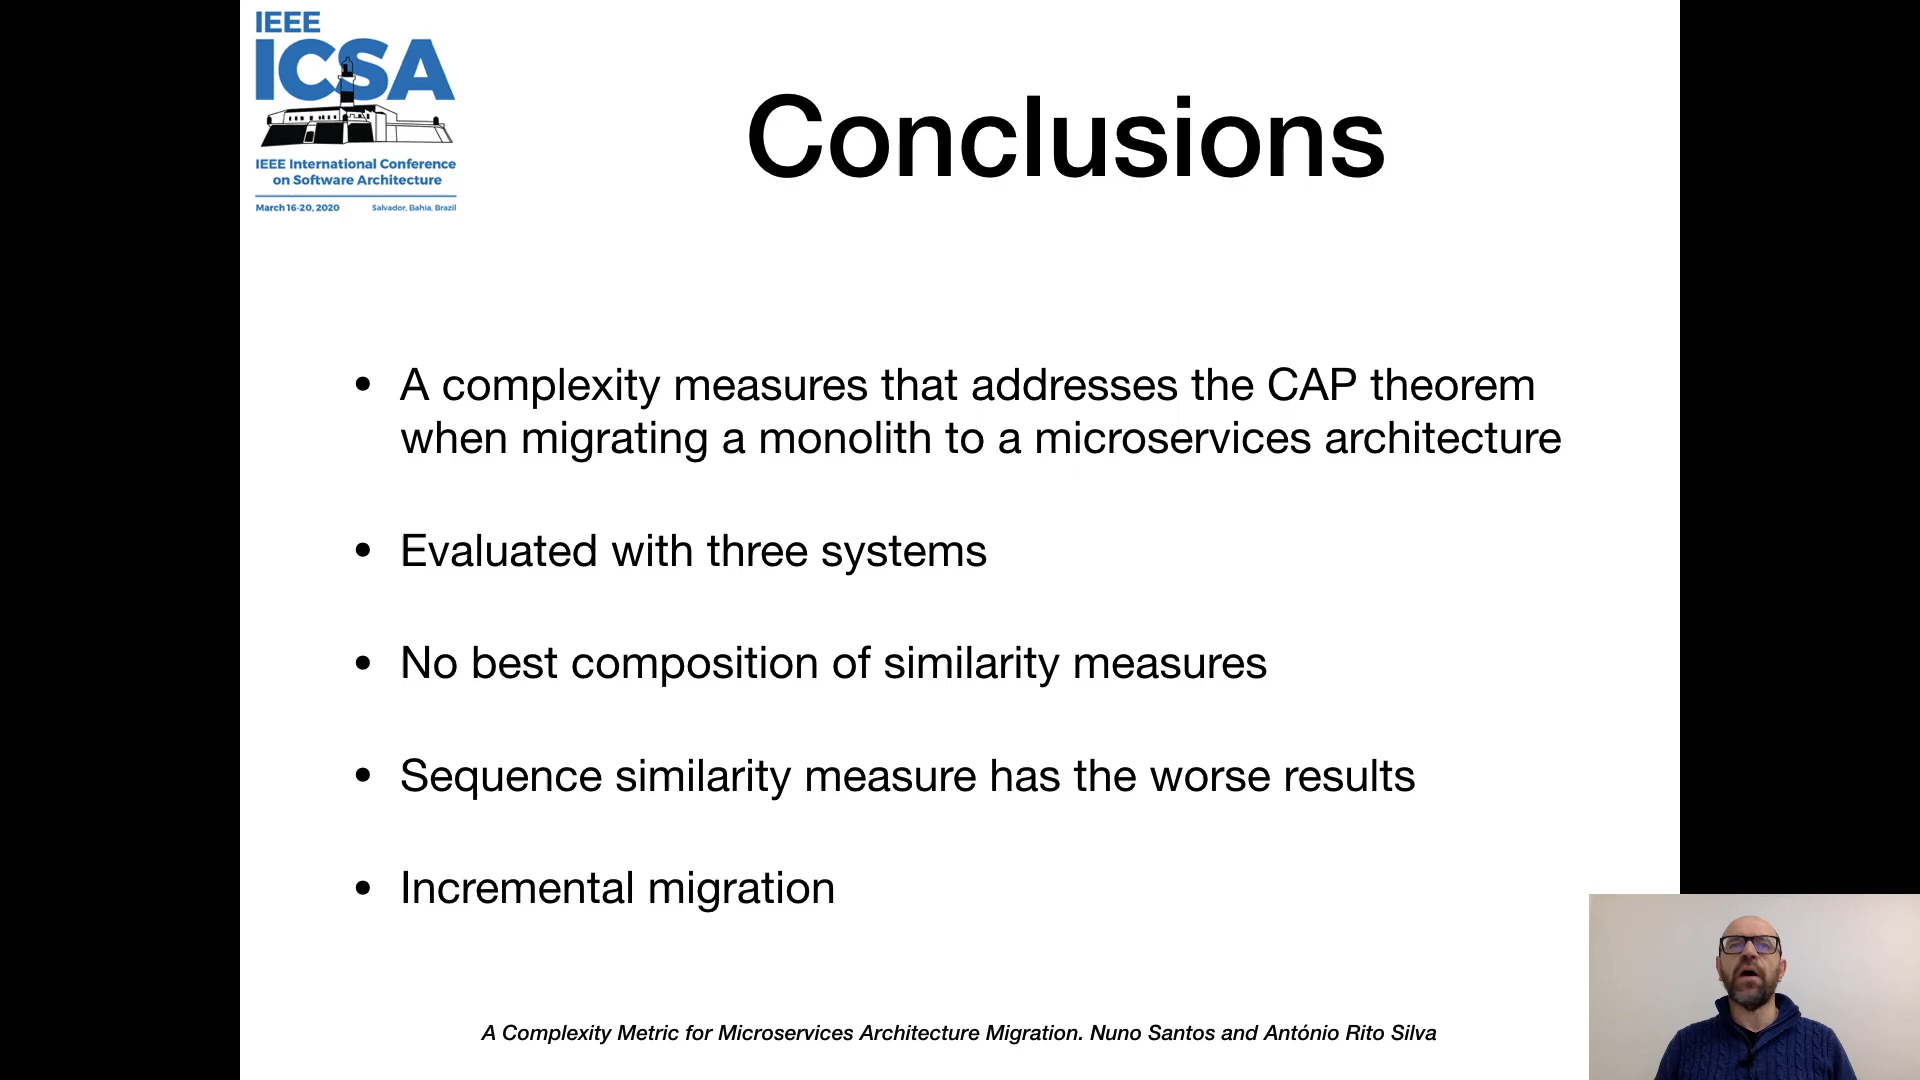 IEEE
ICSA
IEEE International Conference
on Software Architecture
March 16-20, 2020 Salvador, Bahia, Brazil
Conclusions
• A complexity measures that addresses the CAP theorem
when migrating a monolith to a microservices architecture
• Evaluated with three systems
• No best composition of similarity measures
• Sequence similarity measure has the worse results
• Incremental migration
A Complexity Metric for Microservices Architecture Migration. Nuno Santos and António Rito Silva